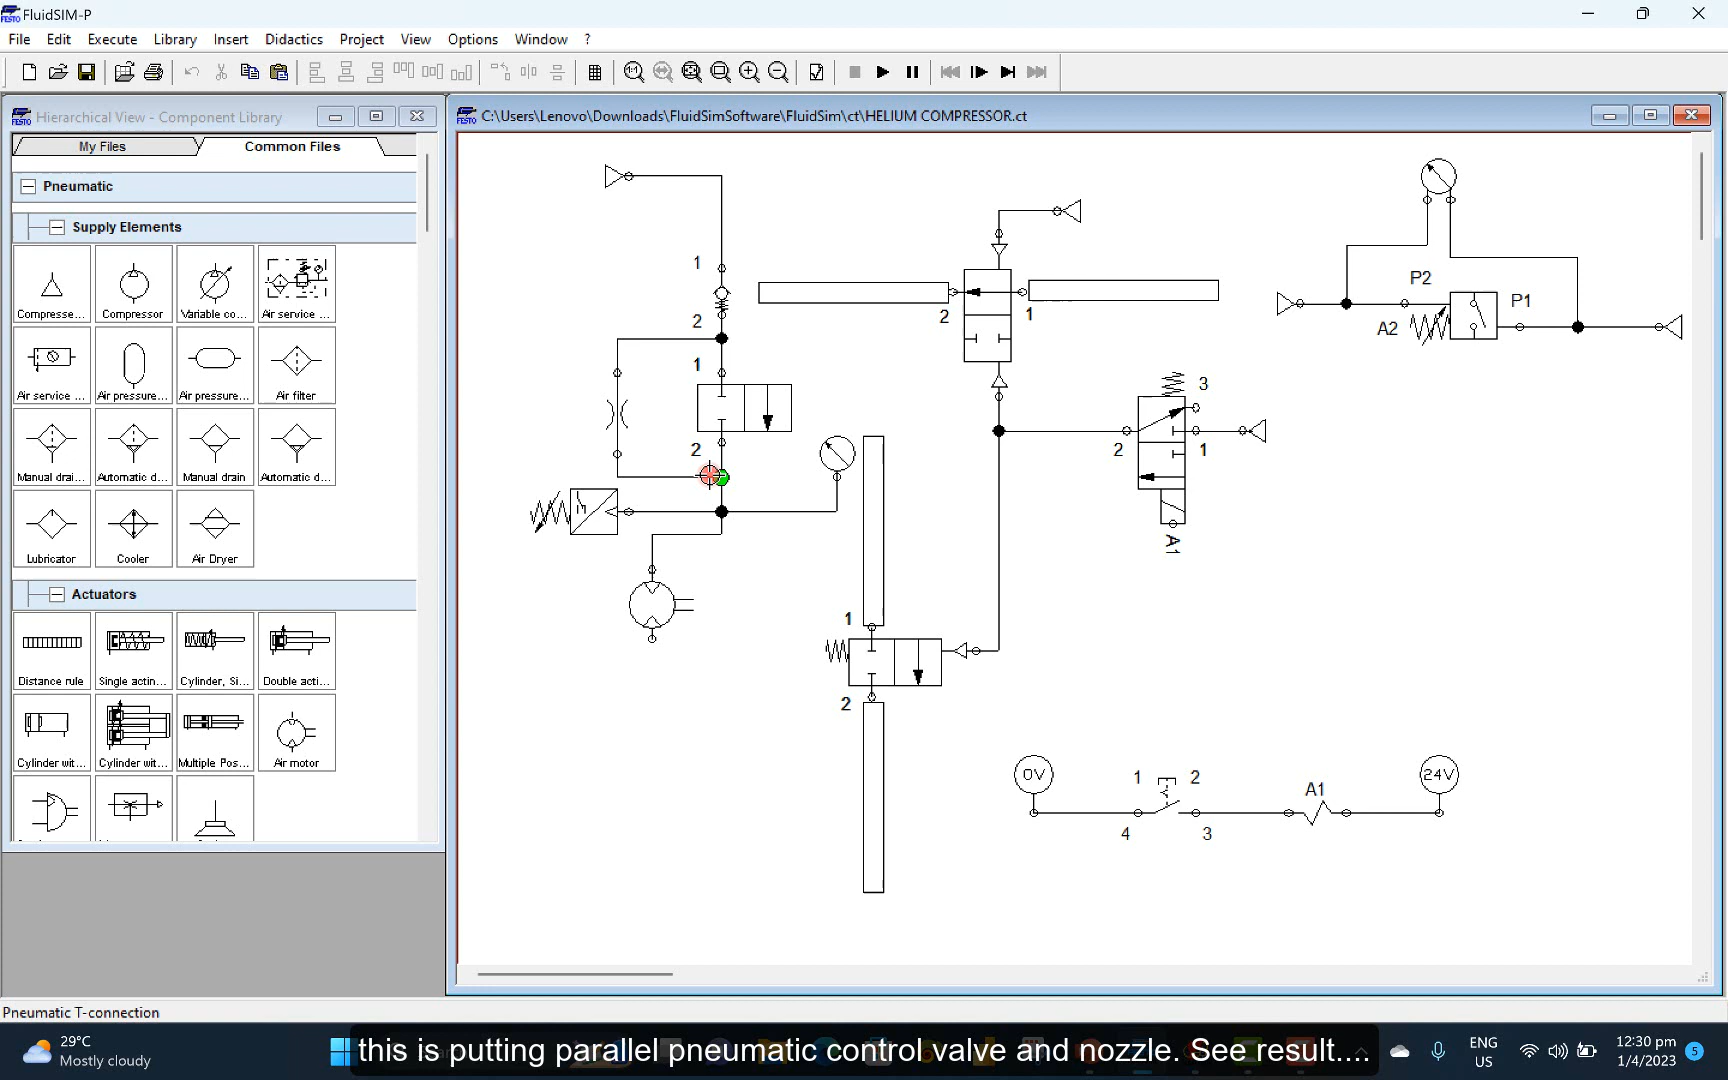 FluidSIM-P
File Edit Execute Library Insert Didactics Project View Options Window ?
Hierarchical View - Component Library
C:\Users\Lenovo\Downloads\FluidSimSoftware\FluidSim\ct\HELIUM COMPRESSOR.ct
My Files Common Files
Pneumatic
Supply Elements
Compresse... Compressor Variable co... Air service ...
Air service ... Air pressure... Air pressure... Air filter
Manual drai... Automatic d... Manual drain Automatic d...
Lubricator Cooler Air Dryer
Actuators
Distance rule Single actin... Cylinder, Si... Double acti...
Cylinder wit... Cylinder wit... Multiple Pos... Air motor
1
2
1
2
2 1
P2
P1
A2
3
2 1
A1
1
2
0V
1 2
4 3
A1
24V
Pneumatic T-connection
29°C
Mostly cloudy
this is putting parallel pneumatic control valve and nozzle. See result....
ENG
US
12:30 pm
1/4/2023
5